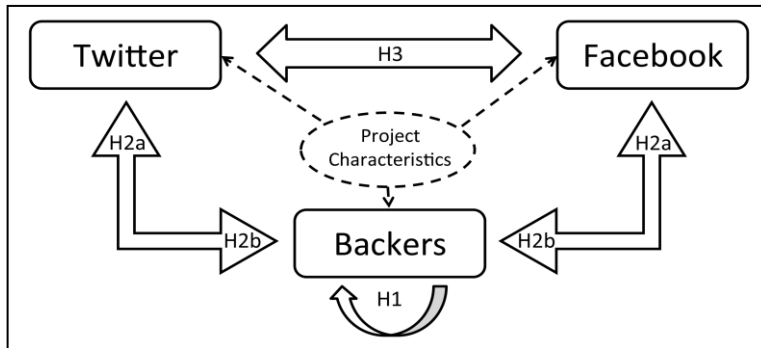 Twitter
Facebook
H3
Project
Characteristics
H2a
H2a
H2b
Backers
H2b
H1